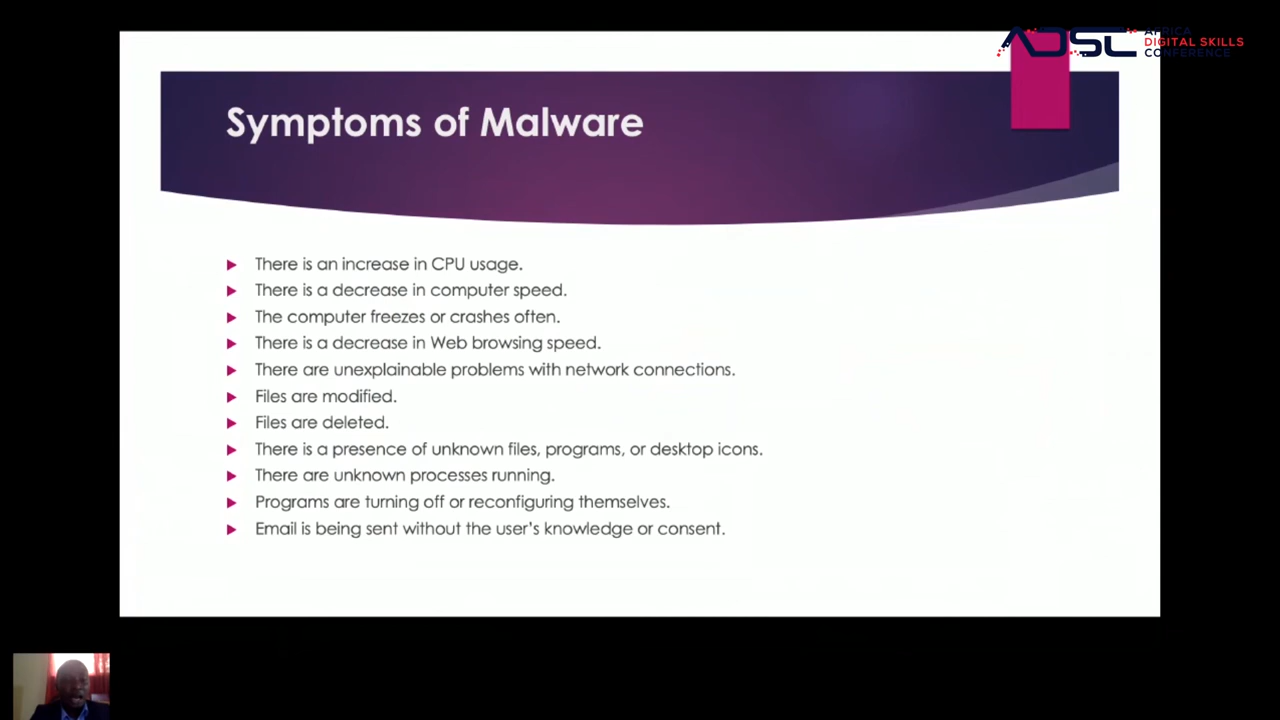 ADSC
AFRICA
DIGITAL SKILLS
CONFERENCE
Symptoms of Malware
There is an increase in CPU usage.
There is a decrease in computer speed.
The computer freezes or crashes often.
There is a decrease in Web browsing speed.
There are unexplainable problems with network connections.
Files are modified.
Files are deleted.
There is a presence of unknown files, programs, or desktop icons.
There are unknown processes running.
Programs are turning off or reconfiguring themselves.
Email is being sent without the user’s knowledge or consent.